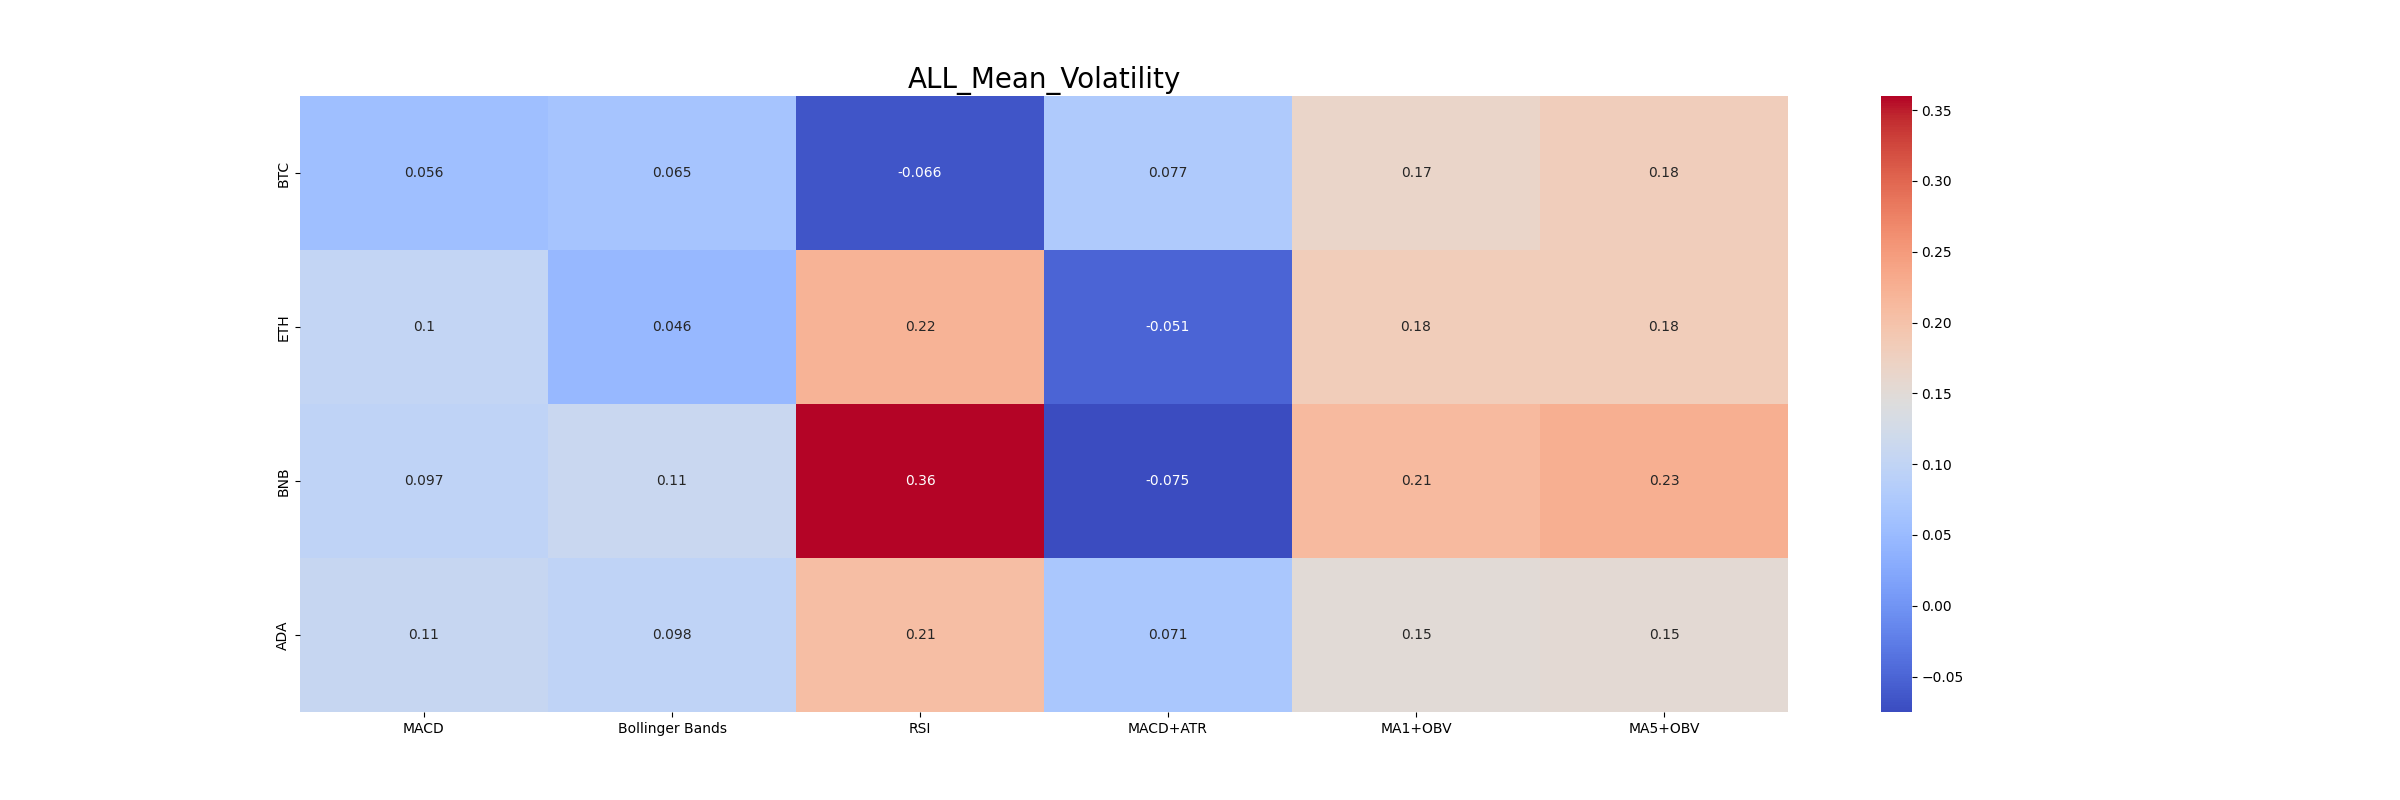 ALL_Mean_Volatility
BTC 0.056 0.065 -0.066 0.077 0.17 0.18
ETH 0.1 0.046 0.22 -0.051 0.18 0.18
BNB 0.097 0.11 0.36 -0.075 0.21 0.23
ADA 0.11 0.098 0.21 0.071 0.15 0.15
MACD Bollinger Bands RSI MACD+ATR MA1+OBV MA5+OBV
0.35
0.30
0.25
0.20
0.15
0.10
0.05
0.00
−0.05